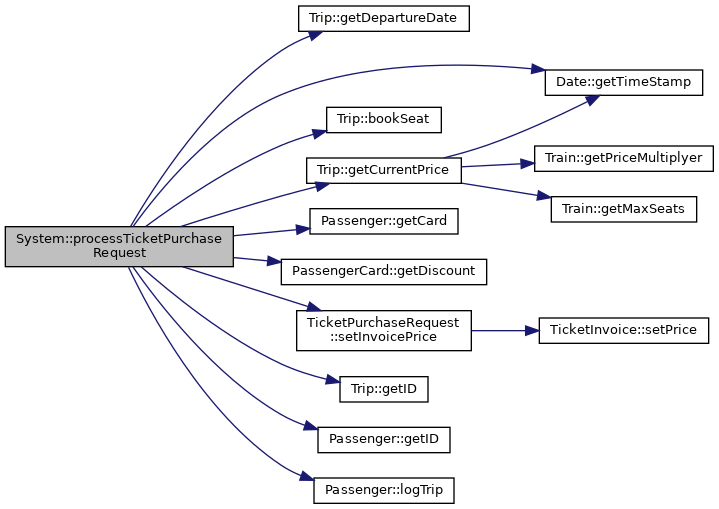 Trip::getDepartureDate
Date::getTimeStamp
Trip::bookSeat
Train::getPriceMultiplyer
Trip::getCurrentPrice
Train::getMaxSeats
Passenger::getCard
System::processTicketPurchase
Request
PassengerCard::getDiscount
TicketPurchaseRequest
::setInvoicePrice
TicketInvoice::setPrice
Trip::getID
Passenger::getID
Passenger::logTrip